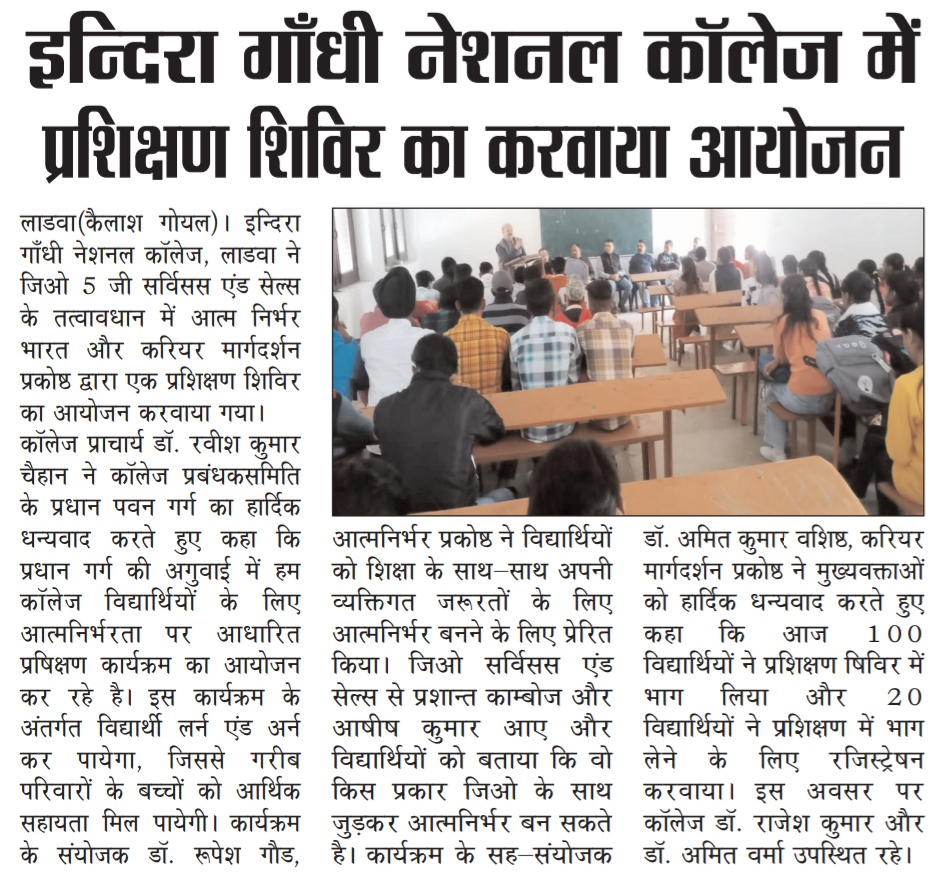 इन्दिरा गाँधी नेशनल कॉलेज में
प्रशिक्षण शिविर का करवाया आयोजन
लाडवा(कैलाश गोयल)। इन्दिरा
गाँधी नेशनल कॉलेज, लाडवा ने
जिओ 5 जी सर्विसस एंड सेल्स
के तत्वावधान में आत्म निर्भर
भारत और करियर मार्गदर्शन
प्रकोष्ठ द्वारा एक प्रशिक्षण शिविर
का आयोजन करवाया गया।
कॉलेज प्राचार्य डॉ. रवीश कुमार
चैहान ने कॉलेज प्रबंधकसमिति
के प्रधान पवन गर्ग का हार्दिक
धन्यवाद करते हुए कहा कि
प्रधान गर्ग की अगुवाई में हम
कॉलेज विद्यार्थियों के लिए
आत्मनिर्भरता पर आधारित
प्रषिक्षण कार्यक्रम का आयोजन
कर रहे है। इस कार्यक्रम के
अंतर्गत विद्यार्थी लर्न एंड अर्न
कर पायेगा, जिससे गरीब
परिवारों के बच्चों को आर्थिक
सहायता मिल पायेगी। कार्यक्रम
के संयोजक डॉ. रूपेश गौड,
आत्मनिर्भर प्रकोष्ठ ने विद्यार्थियों
को शिक्षा के साथ–साथ अपनी
व्यक्तिगत जरूरतों के लिए
आत्मनिर्भर बनने के लिए प्रेरित
किया। जिओ सर्विसस एंड
सेल्स से प्रशान्त काम्बोज और
आषीष कुमार आए और
विद्यार्थियों को बताया कि वो
किस प्रकार जिओ के साथ
जुड़कर आत्मनिर्भर बन सकते
है। कार्यक्रम के सह–संयोजक
डॉ. अमित कुमार वशिष्ठ, करियर
मार्गदर्शन प्रकोष्ठ ने मुख्यवक्ताओं
को हार्दिक धन्यवाद करते हुए
कहा कि आज 100
विद्यार्थियों ने प्रशिक्षण षिविर में
भाग लिया और 20
विद्यार्थियों ने प्रशिक्षण में भाग
लेने के लिए रजिस्ट्रेषन
करवाया। इस अवसर पर
कॉलेज डॉ. राजेश कुमार और
डॉ. अमित वर्मा उपस्थित रहे।